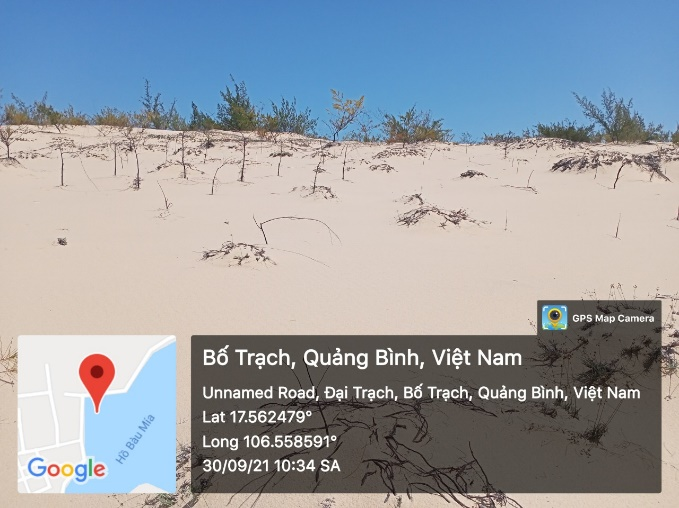 GPS Map Camera
Bố Trạch, Quảng Bình, Việt Nam
Unnamed Road, Đại Trạch, Bố Trạch, Quảng Bình, Việt Nam
Lat 17.562479°
Long 106.558591°
30/09/21 10:34 SA
Hồ Bàu Mía
Google